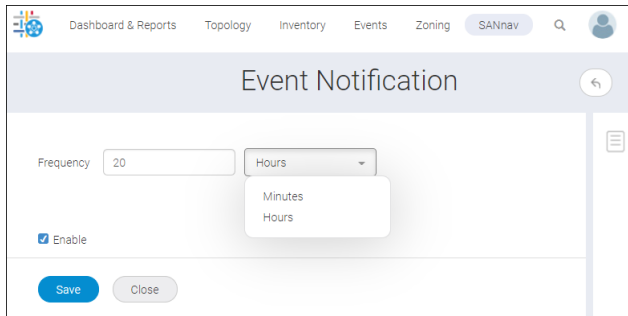 Dashboard & Reports Topology Inventory Events Zoning SANnav
Event Notification
Frequency 20 Hours
Minutes
Hours
Enable
Save Close